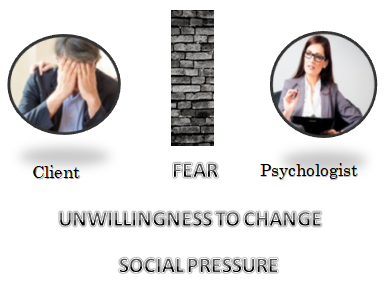 Client
FEAR
Psychologist
UNWILLINGNESS TO CHANGE
SOCIAL PRESSURE